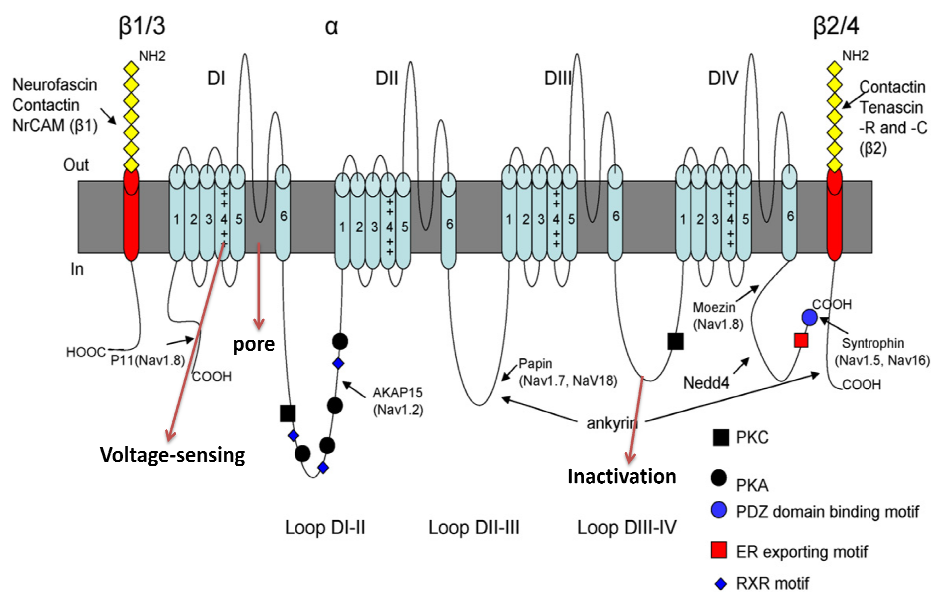 β1/3
α
β2/4
NH2
NH2
Neurofascin
Contactin
NrCAM (β1)
DI
DII
DIII
DIV
Contactin
Tenascin
-R and -C
(β2)
Out
In
1 2 3 +++4++ 5 6
1 2 3 +++4++ 5 6
1 2 3 +++4++ 5 6
1 2 3 +++4++ 5 6
HOOC
P11(Nav1.8)
COOH
pore
Voltage-sensing
AKAP15
(Nav1.2)
Papin
(Nav1.7, NaV18)
Moezin
(Nav1.8)
COOH
Syntrophin
(Nav1.5, Nav16)
Nedd4
COOH
ankyrin
Inactivation
Loop DI-II
Loop DII-III
Loop DIII-IV
PKC
PKA
PDZ domain binding motif
ER exporting motif
RXR motif